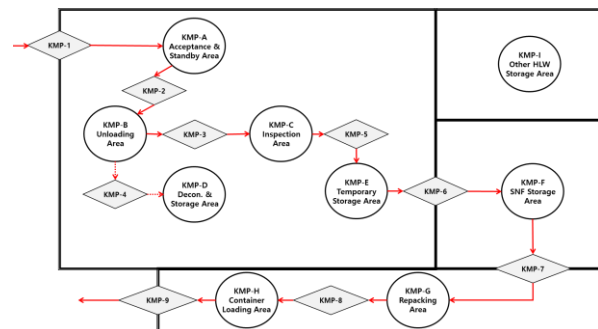 KMP-1
KMP-A
Acceptance &
Standby Area
KMP-I
Other HLW
Storage Area
KMP-2
KMP-B
Unloading
Area
KMP-3
KMP-C
Inspection
Area
KMP-5
KMP-4
KMP-D
Decon. &
Storage Area
KMP-E
Temporary
Storage Area
KMP-6
KMP-F
SNF Storage
Area
KMP-7
KMP-9
KMP-H
Container
Loading Area
KMP-8
KMP-G
Repacking
Area